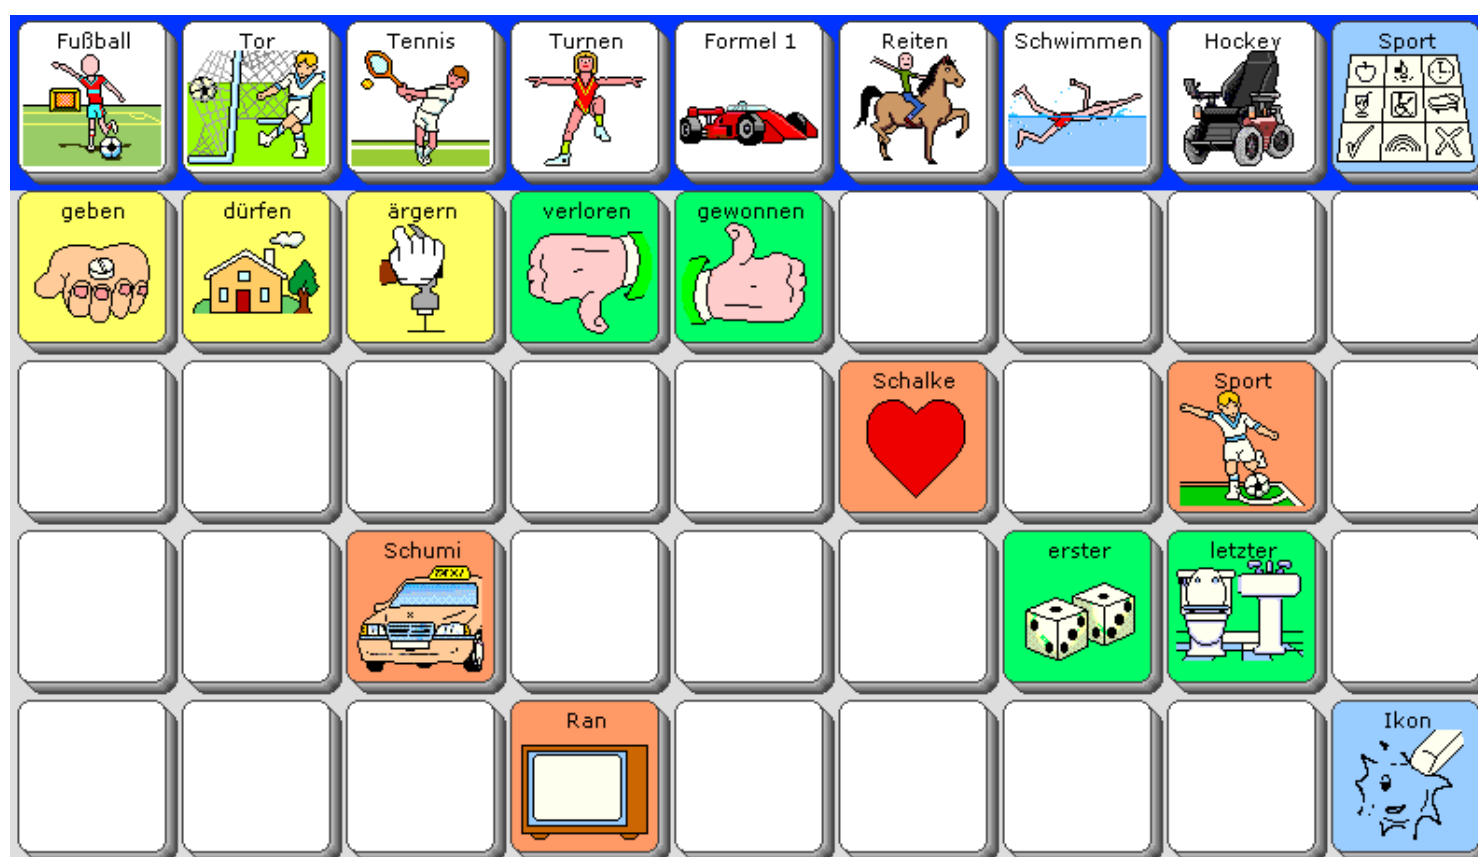 Fußball Tor Tennis Turnen Formel 1 Reiten Schwimmen Hockey Sport
geben dürfen ärgern verloren gewonnen
Schalke Sport
Schumi erster letzter
TAXI
Ran Ikon